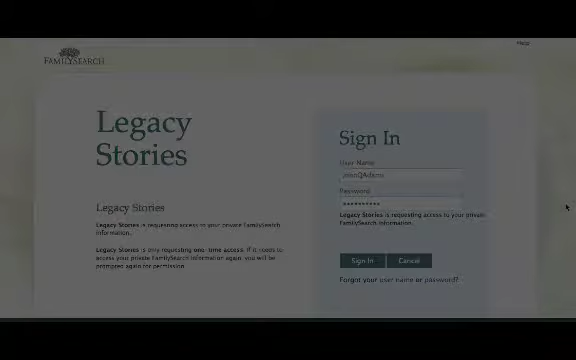 Help
FAMILYSEARCH
Legacy
Stories
Legacy Stories
Legacy Stories is requesting access to your private FamilySearch
information.
Legacy Stories is only requesting one-time access. If it needs to
access your private FamilySearch information again, you will be
prompted again for permission.
Sign In
User Name
JohnQAdams
Password
**********
Legacy Stories is requesting access to your private
FamilySearch information.
Sign In
Cancel
Forgot your user name or password?